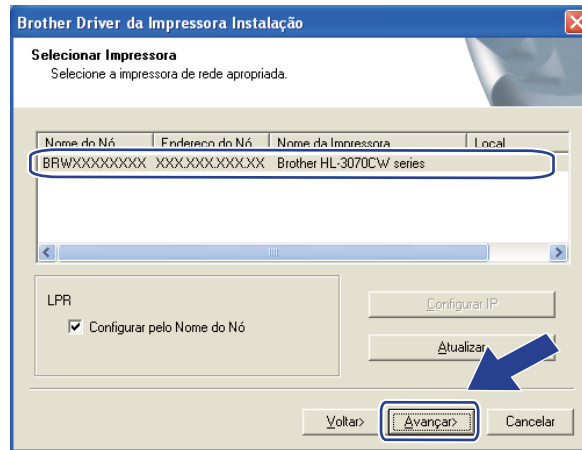 Brother Driver da Impressora Instalação
Selecionar Impressora
Selecione a impressora de rede apropriada.
Nome do Nó Endereço do Nó Nome da Impressora Local
BRWXXXXXXXX XXX.XXX.XXX.XX Brother HL-3070CW series
LPR
Configurar IP
Configurar pelo Nome do Nó
Atualizar
Voltar> Avançar> Cancelar